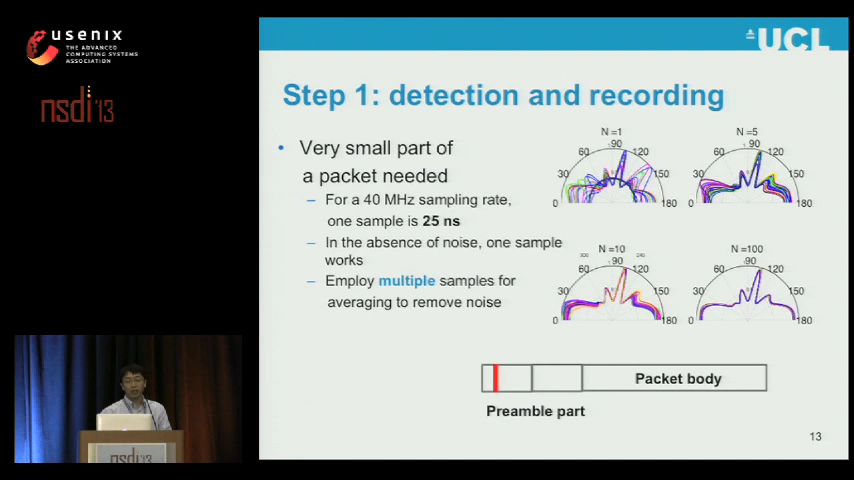 usenix
THE ADVANCED
COMPUTING SYSTEMS
ASSOCIATION
nsdi '13
UCL
Step 1: detection and recording
• Very small part of
a packet needed
– For a 40 MHz sampling rate,
one sample is 25 ns
– In the absence of noise, one sample
works
– Employ multiple samples for
averaging to remove noise
N =1
0 30 60 90 120 150 180
N =5
0 30 60 90 120 150 180
N =10
0 30 60 90 120 150 180
N =100
0 30 60 90 120 150 180
Packet body
Preamble part
13
nsdi '13